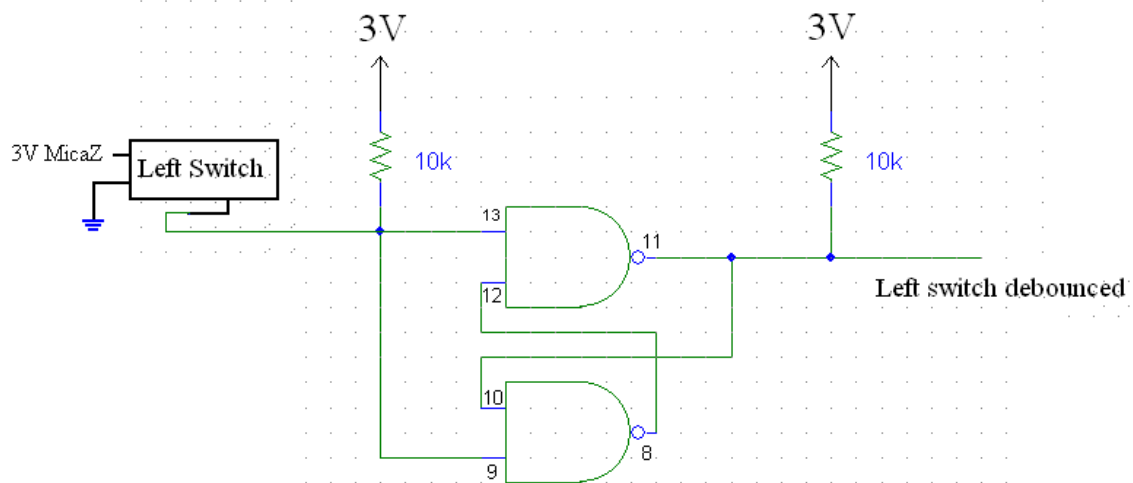 3V
3V
3V MicaZ
Left Switch
10k
10k
13
11
12
Left switch debounced
10
8
9